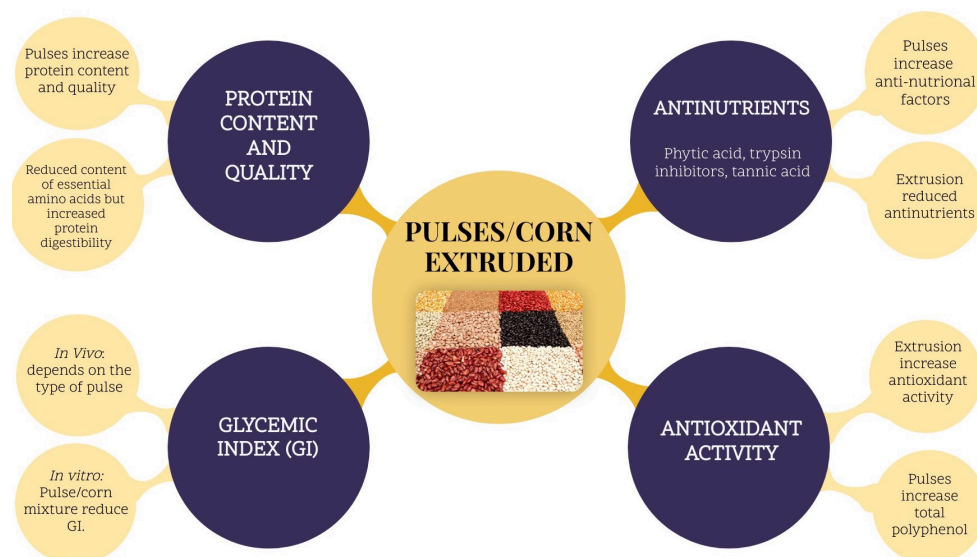 Pulses increase
protein content
and quality
PROTEIN
CONTENT
AND
QUALITY
Reduced content
of essential
amino acids but
increased
protein
digestibility
ANTINUTRIENTS
Phytic acid, trypsin
inhibitors, tannic acid
Pulses
increase
anti-nutrional
factors
Extrusion
reduced
antinutrients
PULSES/CORN
EXTRUDED
In Vivo:
depends on the
type of pulse
GLYCEMIC
INDEX (GI)
In vitro:
Pulse/corn
mixture reduce
GI.
ANTIOXIDANT
ACTIVITY
Extrusion
increase
antioxidant
activity
Pulses
increase
total
polyphenol